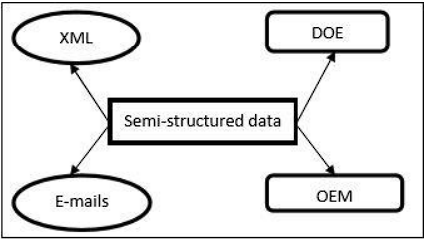 XML
DOE
Semi-structured data
E-mails
OEM